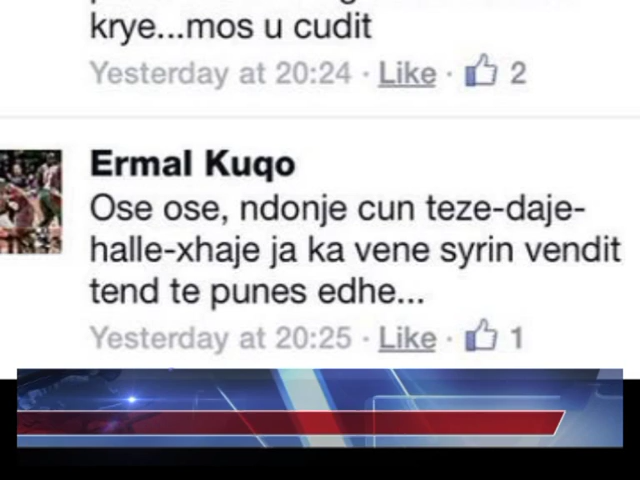 krye...mos u cudit
Yesterday at 20:24 · Like · 2
Ermal Kuqo
Ose ose, ndonje cun teze-daje-
halle-xhaje ja ka vene syrin vendit
tend te punes edhe...
Yesterday at 20:25 · Like · 1